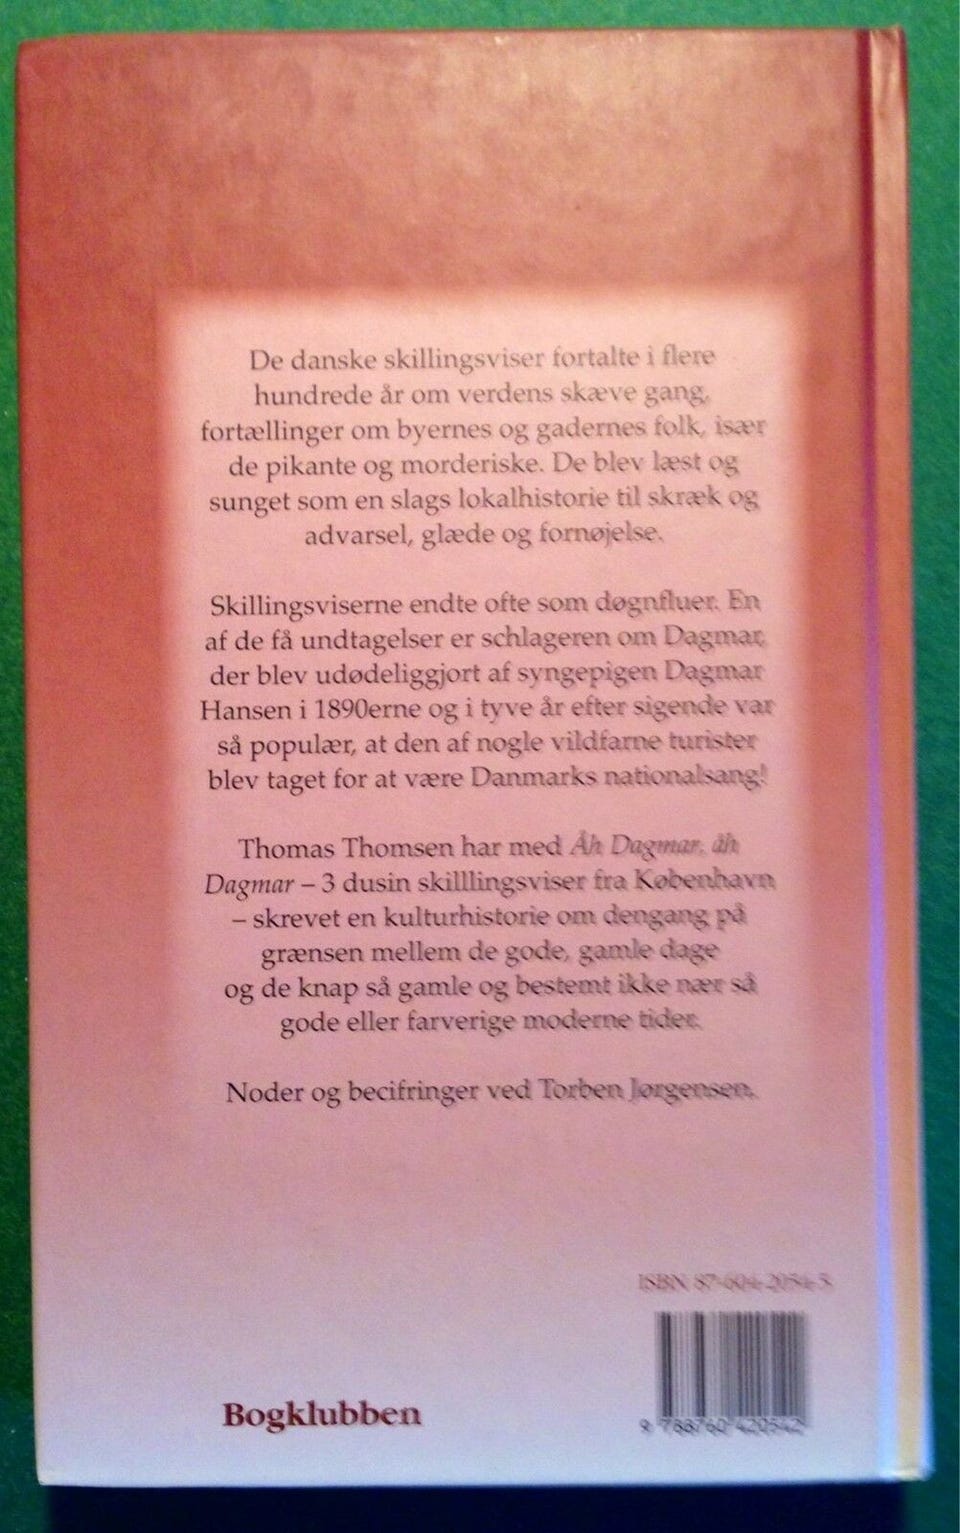 De danske skillingsviser fortalte i flere
hundrede år om verdens skæve gang,
fortællinger om byernes og gadernes folk, især
de pikante og morderiske. De blev læst og
sunget som en slags lokalhistorie til skræk og
advarsel, glæde og fornøjelse.
Skillingsviserne endte ofte som døgnfluer. En
af de få undtagelser er schlageren om Dagmar,
der blev udødeliggjort af syngepigen Dagmar
Hansen i 1890erne og i tyve år efter sigende var
så populær, at den af nogle vildfarne turister
blev taget for at være Danmarks nationalsang!
Thomas Thomsen har med Åh Dagmar, åh
Dagmar – 3 dusin skilllingsviser fra København
– skrevet en kulturhistorie om dengang på
grænsen mellem de gode, gamle dage
og de knap så gamle og bestemt ikke nær så
gode eller farverige moderne tider.
Noder og becifringer ved Torben Jørgensen.
ISBN 87-604-2054-5
9 788760 420542
Bogklubben